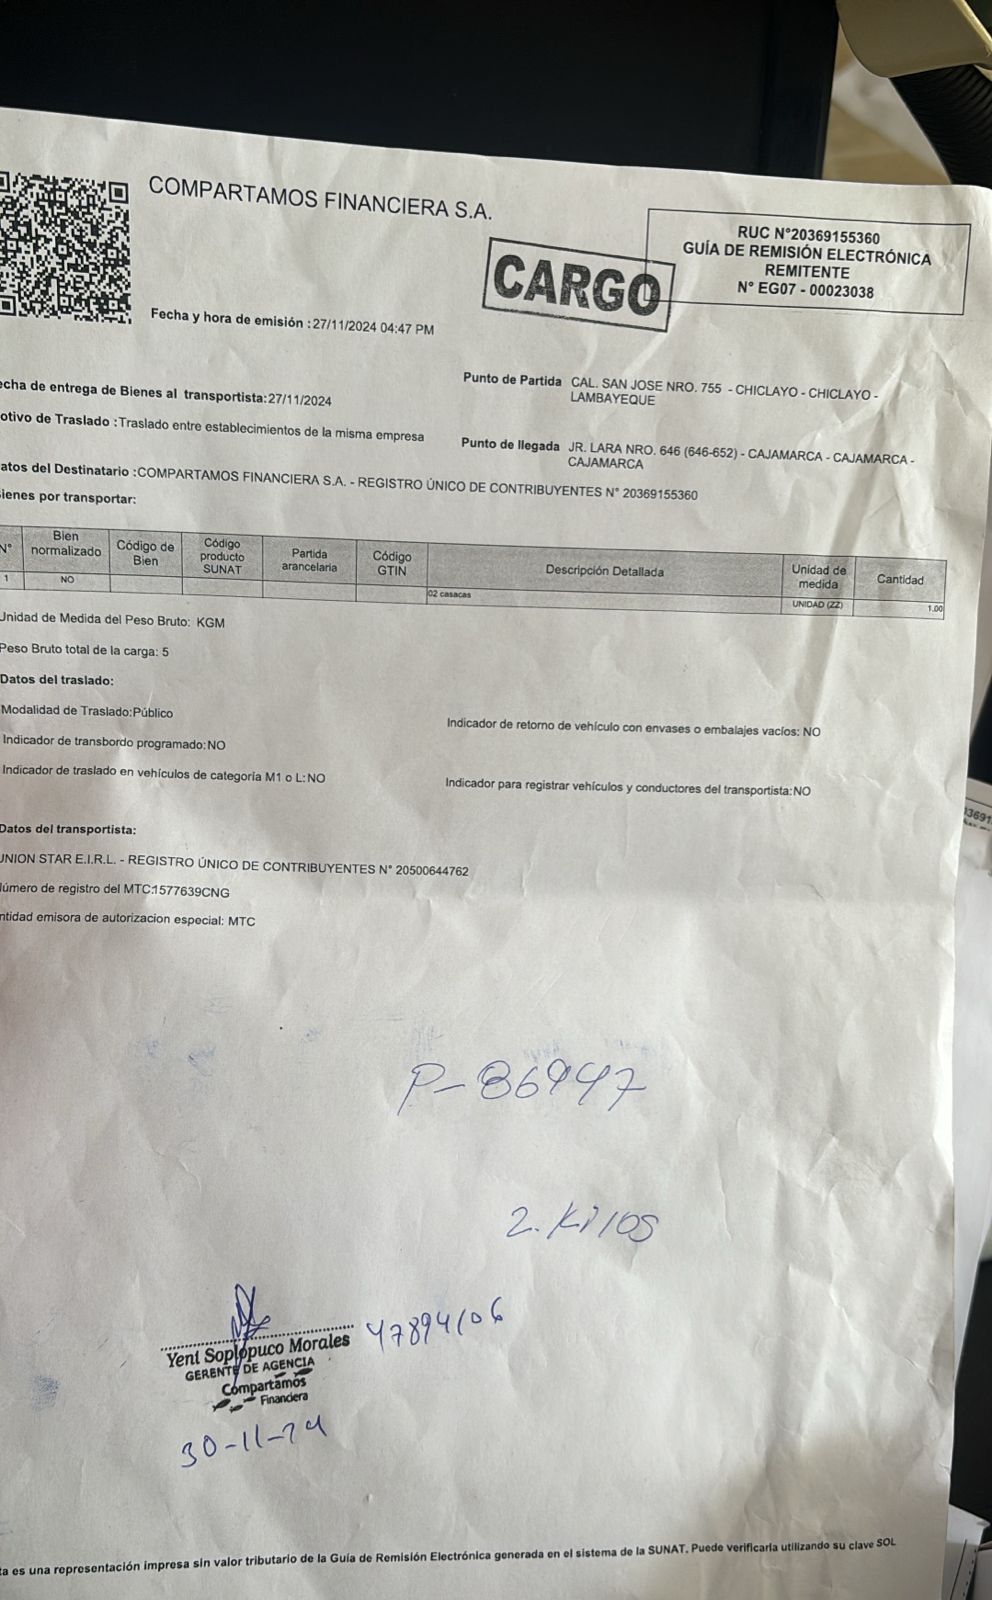 COMPARTAMOS FINANCIERA S.A.
RUC N°20369155360
GUÍA DE REMISIÓN ELECTRÓNICA
REMITENTE
N° EG07 - 00023038
CARGO
Fecha y hora de emisión :27/11/2024 04:47 PM
echa de entrega de Bienes al transportista:27/11/2024
Punto de Partida CAL. SAN JOSE NRO. 755 - CHICLAYO - CHICLAYO -
LAMBAYEQUE
otivo de Traslado :Traslado entre establecimientos de la misma empresa
Punto de llegada JR. LARA NRO. 646 (646-652) - CAJAMARCA - CAJAMARCA -
CAJAMARCA
atos del Destinatario :COMPARTAMOS FINANCIERA S.A. - REGISTRO ÚNICO DE CONTRIBUYENTES N° 20369155360
ienes por transportar:
N° Bien normalizado Código de Bien Código producto SUNAT Partida arancelaria Código GTIN Descripción Detallada Unidad de medida Cantidad
1 NO 02 casacas UNIDAD (ZZ) 1.00
Unidad de Medida del Peso Bruto: KGM
Peso Bruto total de la carga: 5
Datos del traslado:
Modalidad de Traslado:Público
Indicador de retorno de vehículo con envases o embalajes vacíos: NO
Indicador de transbordo programado:NO
Indicador de traslado en vehículos de categoría M1 o L:NO
Indicador para registrar vehículos y conductores del transportista:NO
Datos del transportista:
UNION STAR E.I.R.L. - REGISTRO ÚNICO DE CONTRIBUYENTES N° 20500644762
Número de registro del MTC:1577639CNG
ntidad emisora de autorizacion especial: MTC
P-86947
2. Kilos
47894106
Yeni Soplopuco Morales
GERENTE DE AGENCIA
Compartamos
Financiera
30-11-24
ta es una representación impresa sin valor tributario de la Guía de Remisión Electrónica generada en el sistema de la SUNAT. Puede verificarla utilizando su clave SOL